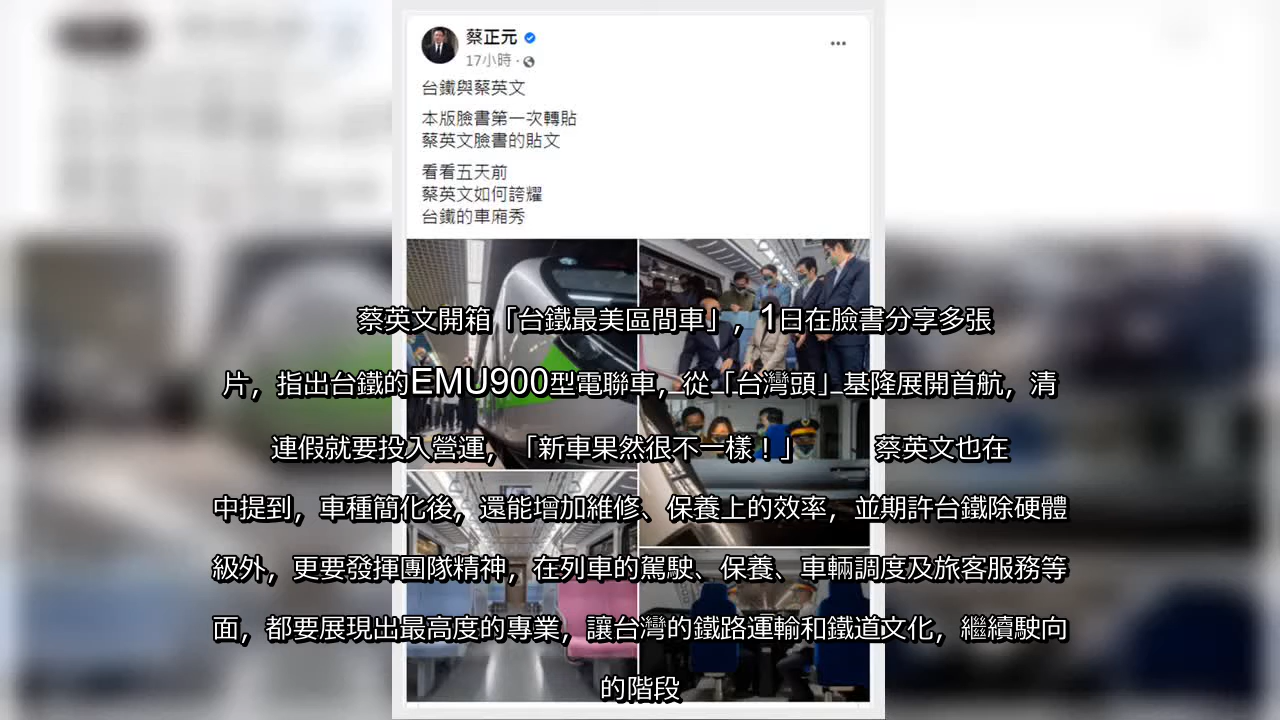 蔡正元
17小時
台鐵與蔡英文
本版臉書第一次轉貼
蔡英文臉書的貼文
看看五天前
蔡英文如何誇耀
台鐵的車廂秀
蔡英文開箱「台鐵最美區間車」，1日在臉書分享多張
片，指出台鐵的EMU900型電聯車，從「台灣頭」基隆展開首航，清
連假就要投入營運，「新車果然很不一樣！」 蔡英文也在
中提到，車種簡化後，還能增加維修、保養上的效率，並期許台鐵除硬體
級外，更要發揮團隊精神，在列車的駕駛、保養、車輛調度及旅客服務等
面，都要展現出最高度的專業，讓台灣的鐵路運輸和鐵道文化，繼續駛向
的階段